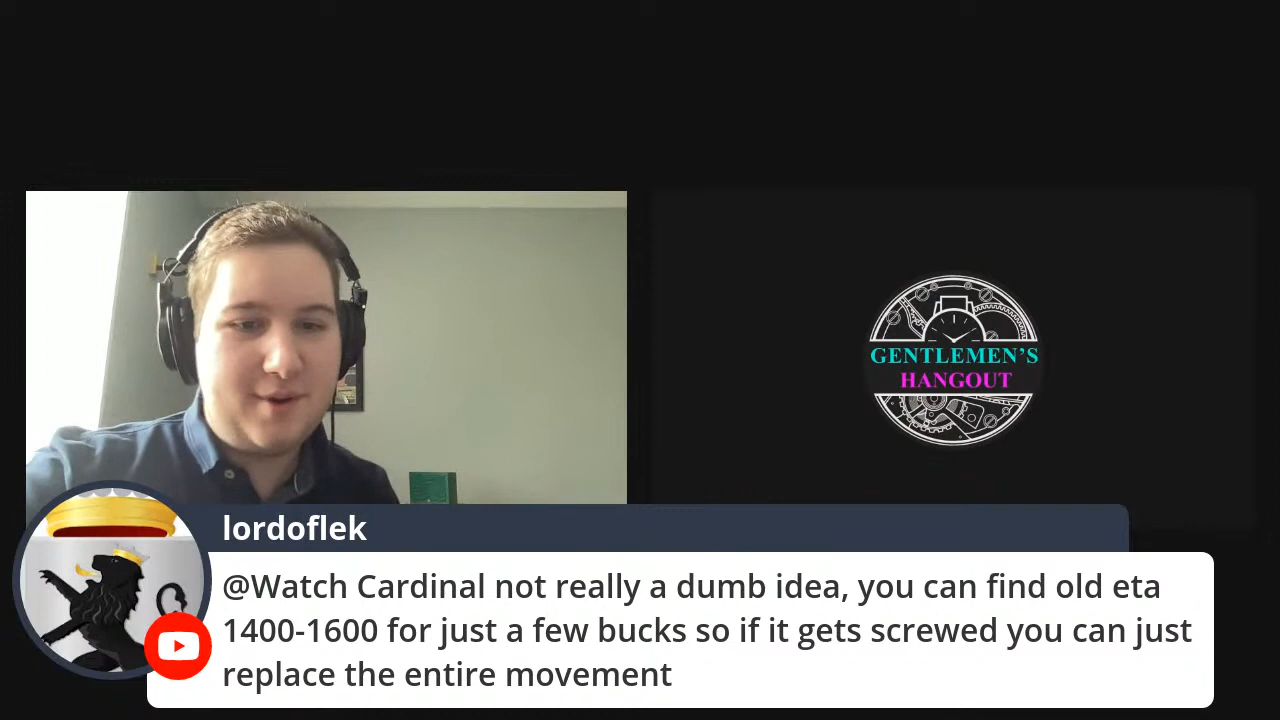 GENTLEMEN'S
HANGOUT
lordoflek
@Watch Cardinal not really a dumb idea, you can find old eta
1400-1600 for just a few bucks so if it gets screwed you can just
replace the entire movement